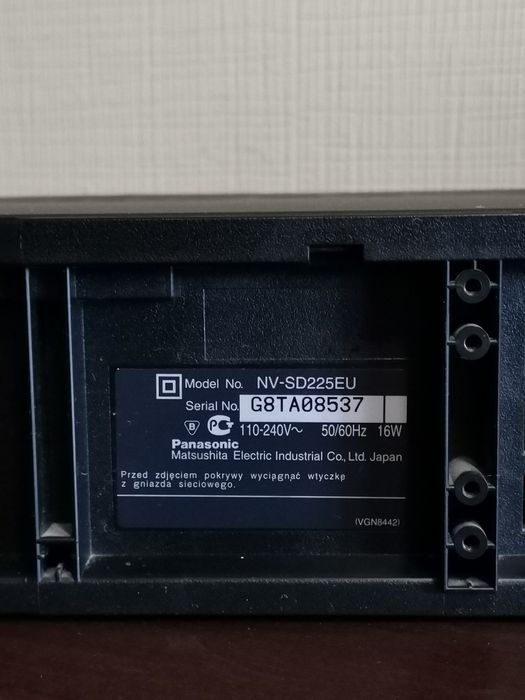 Model No. NV-SD225EU
Serial No. G8TA08537
B PG 110-240V~ 50/60Hz 16W
Panasonic
Matsushita Electric Industrial Co., Ltd. Japan
Przed zdjęciem pokrywy wyciągnąć wtyczkę
z gniazda sieciowego.
(VGN8442)